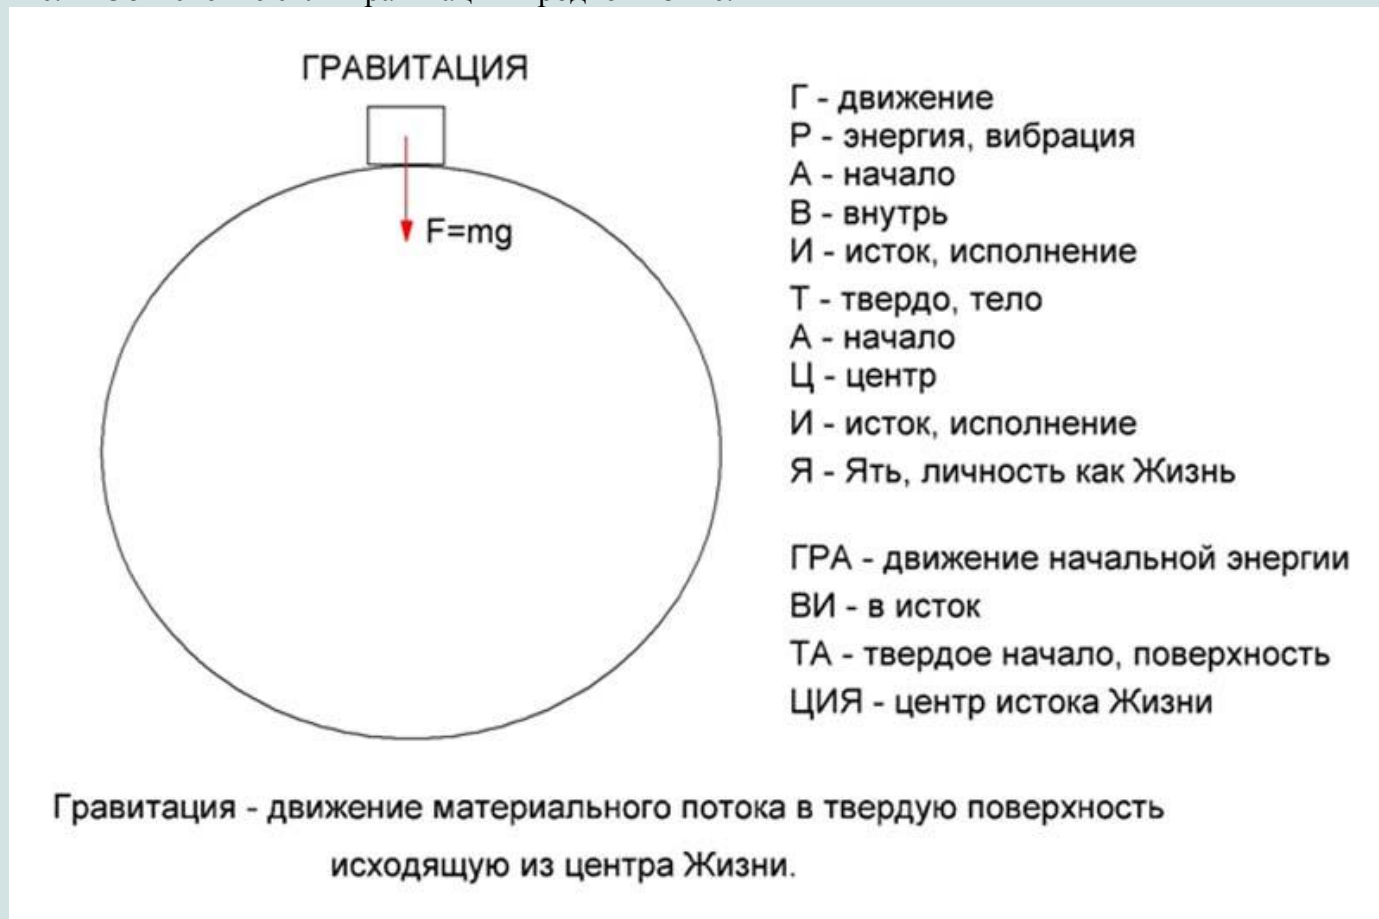 ГРАВИТАЦИЯ
F=mg
Г - движение
Р - энергия, вибрация
А - начало
В - внутрь
И - исток, исполнение
Т - твердо, тело
А - начало
Ц - центр
И - исток, исполнение
Я - Ять, личность как Жизнь
ГРА - движение начальной энергии
ВИ - в исток
ТА - твердое начало, поверхность
ЦИЯ - центр истока Жизни
Гравитация - движение материального потока в твердую поверхность
исходящую из центра Жизни.